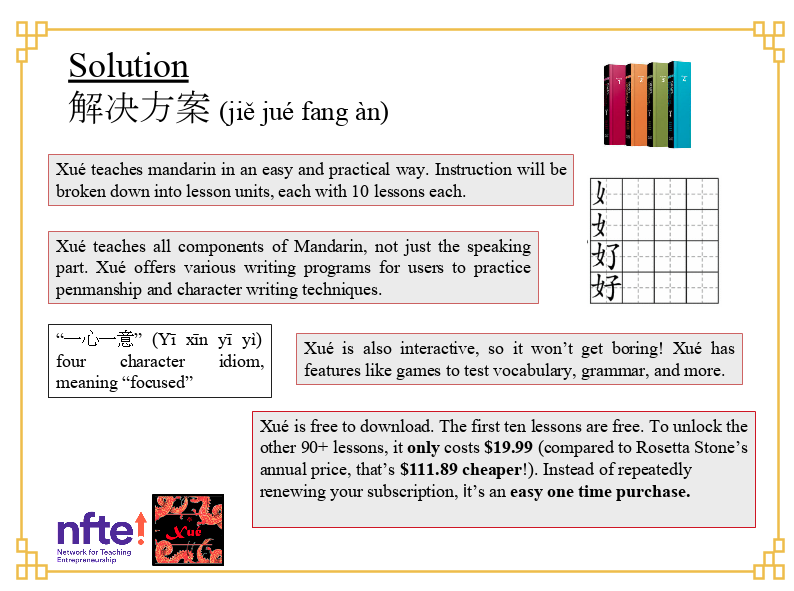 Solution
解决方案 (jiě jué fang àn)
Xué teaches mandarin in an easy and practical way. Instruction will be
broken down into lesson units, each with 10 lessons each.
Xué teaches all components of Mandarin, not just the speaking
part. Xué offers various writing programs for users to practice
penmanship and character writing techniques.
好
“一心一意” (Yī xīn yī yì)
four character idiom,
meaning “focused”
Xué is also interactive, so it won’t get boring! Xué has
features like games to test vocabulary, grammar, and more.
Xué is free to download. The first ten lessons are free. To unlock the
other 90+ lessons, it only costs $19.99 (compared to Rosetta Stone’s
annual price, that’s $111.89 cheaper!). Instead of repeatedly
renewing your subscription, it’s an easy one time purchase.
nfte!
Network for Teaching
Entrepreneurship
Xué